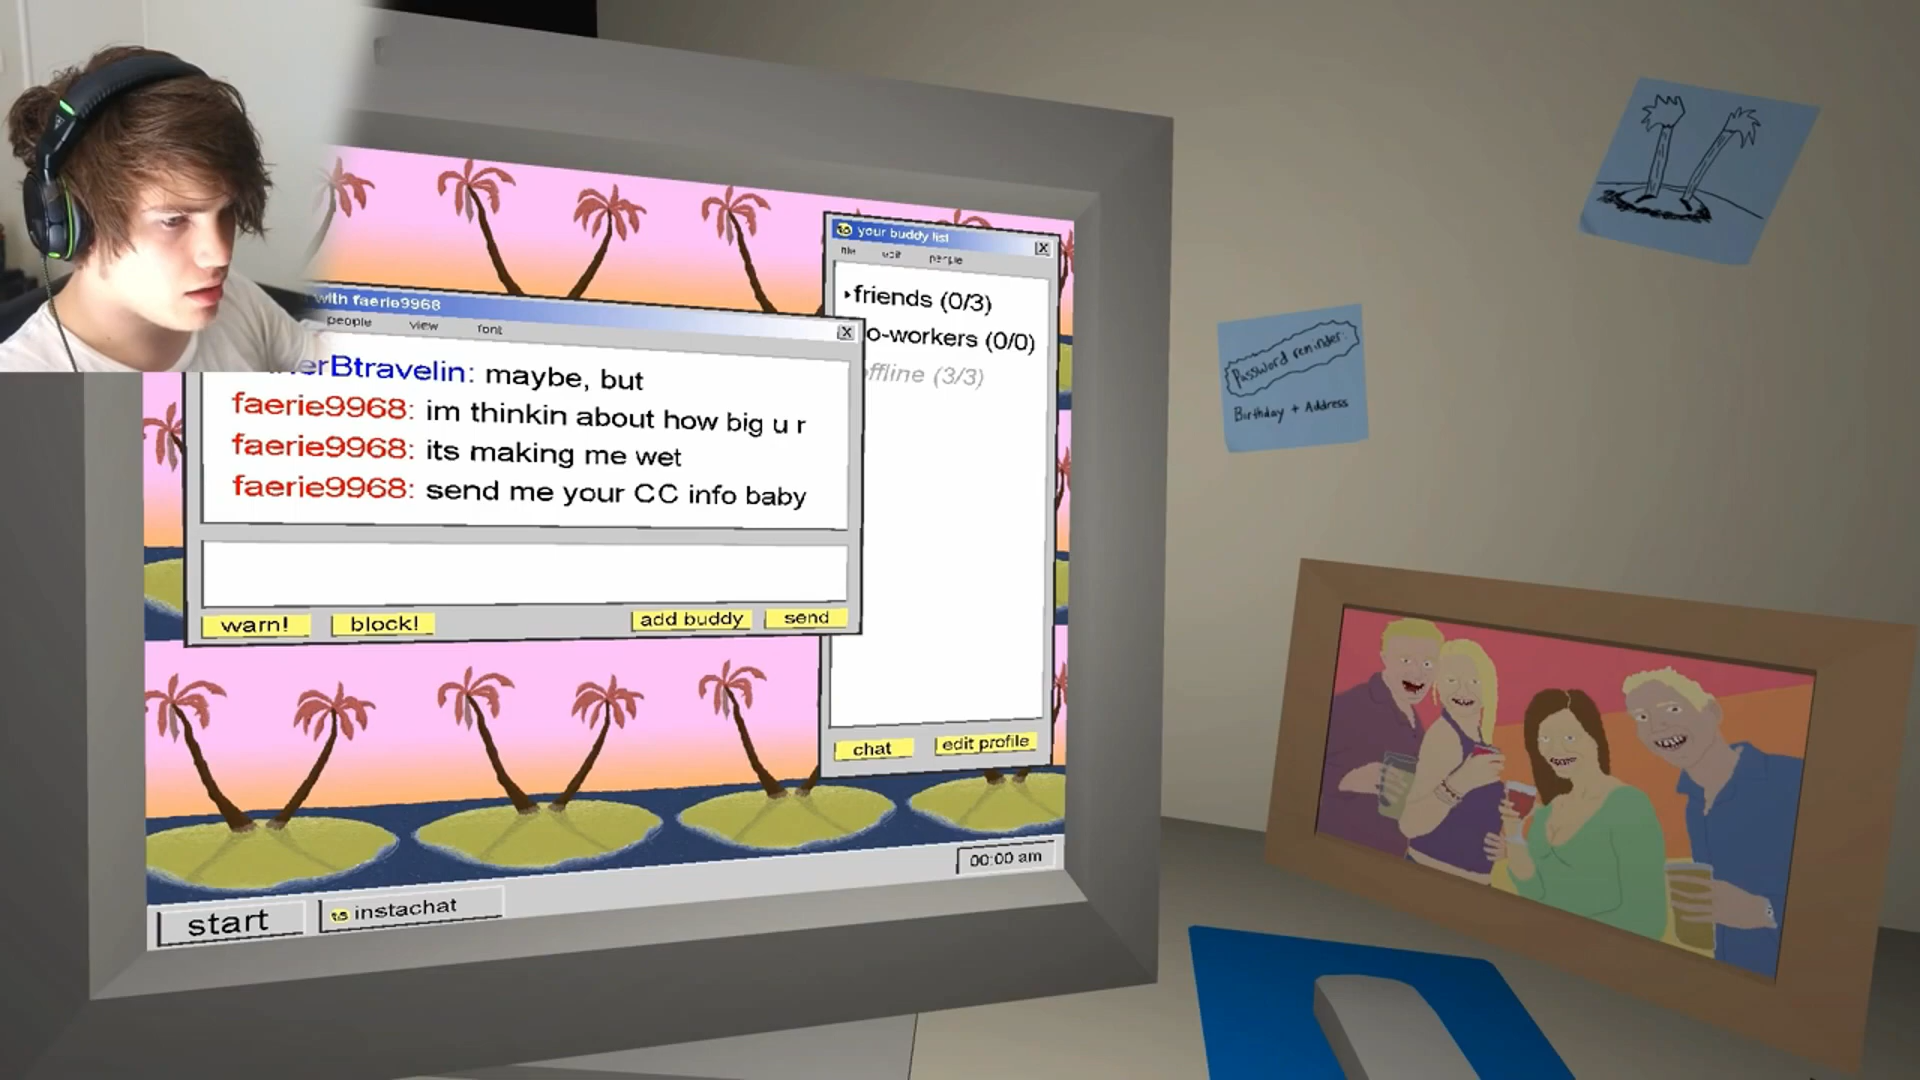 your buddy list
edit people
friends (0/3)
o-workers (0/0)
ffline (3/3)
with faerie9968
people view font
erBtravelin: maybe, but
faerie9968: im thinkin about how big u r
faerie9968: its making me wet
faerie9968: send me your CC info baby
warn! block! add buddy send
chat edit profile
00:00 am
start instachat
Password reminder:
Birthday + Address